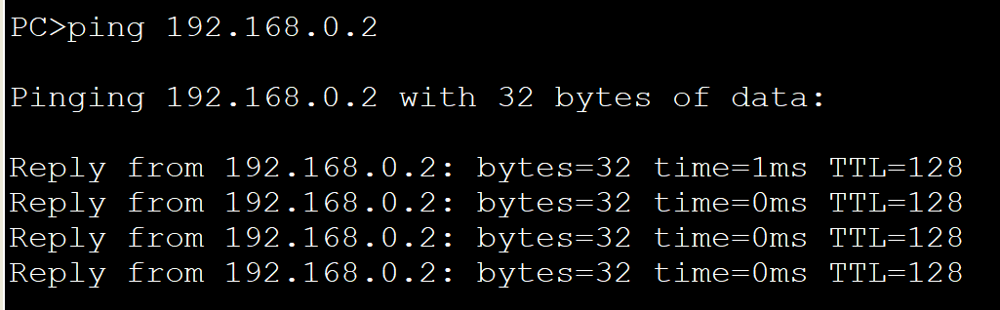 PC>ping 192.168.0.2
Pinging 192.168.0.2 with 32 bytes of data:
Reply from 192.168.0.2: bytes=32 time=1ms TTL=128
Reply from 192.168.0.2: bytes=32 time=0ms TTL=128
Reply from 192.168.0.2: bytes=32 time=0ms TTL=128
Reply from 192.168.0.2: bytes=32 time=0ms TTL=128